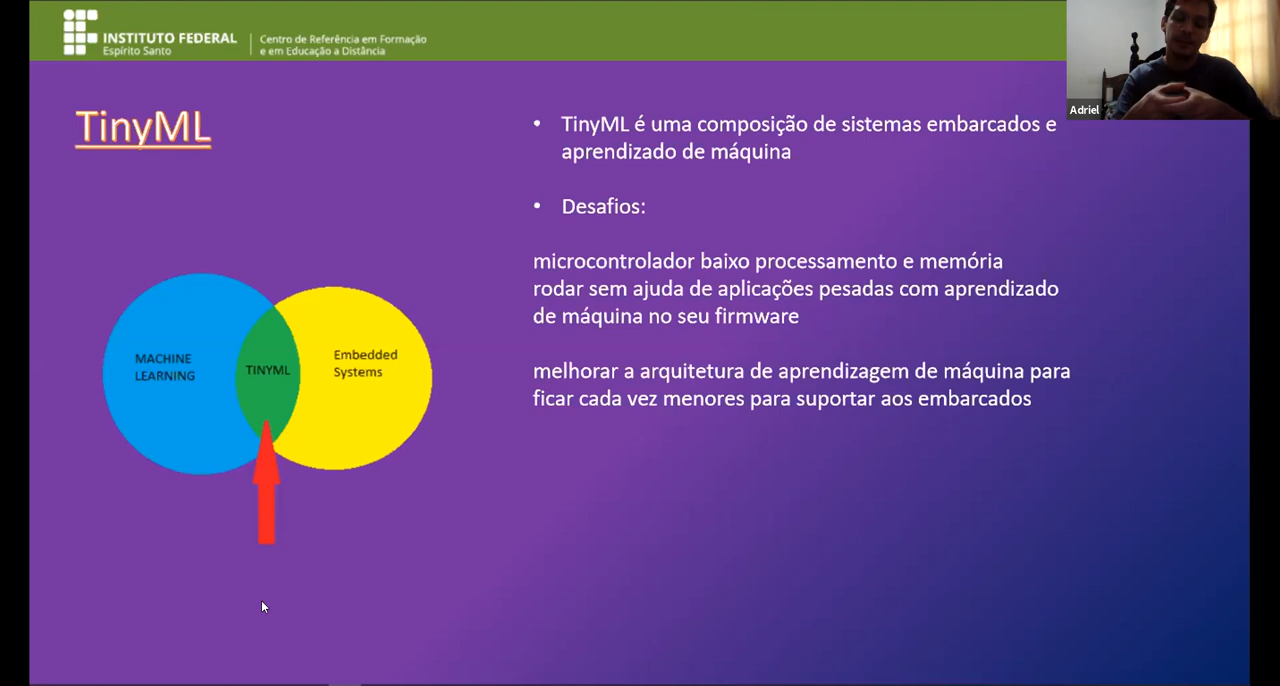 INSTITUTO FEDERAL
Espírito Santo
Centro de Referência em Formação
e em Educação a Distância
Adriel
TinyML
• TinyML é uma composição de sistemas embarcados e
aprendizado de máquina
• Desafios:
microcontrolador baixo processamento e memória
rodar sem ajuda de aplicações pesadas com aprendizado
de máquina no seu firmware
melhorar a arquitetura de aprendizagem de máquina para
ficar cada vez menores para suportar aos embarcados
MACHINE
LEARNING
TINYML
Embedded
Systems